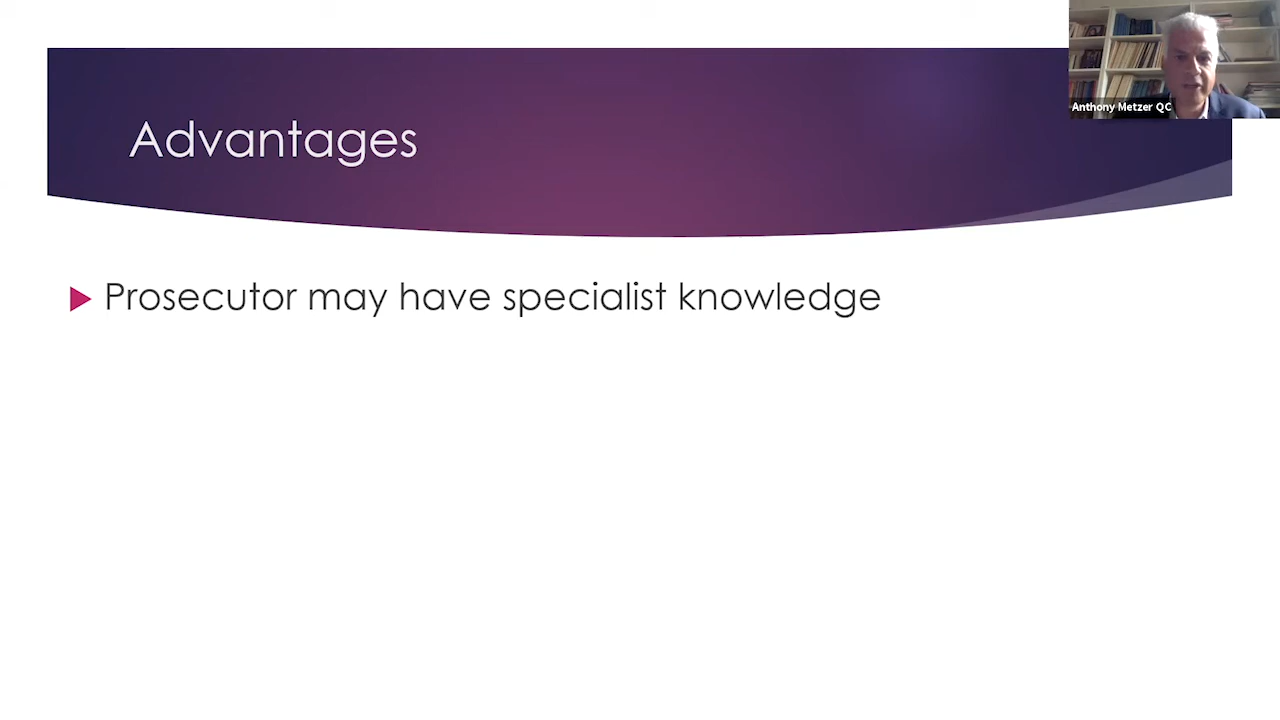 Anthony Metzer QC
Advantages
Prosecutor may have specialist knowledge